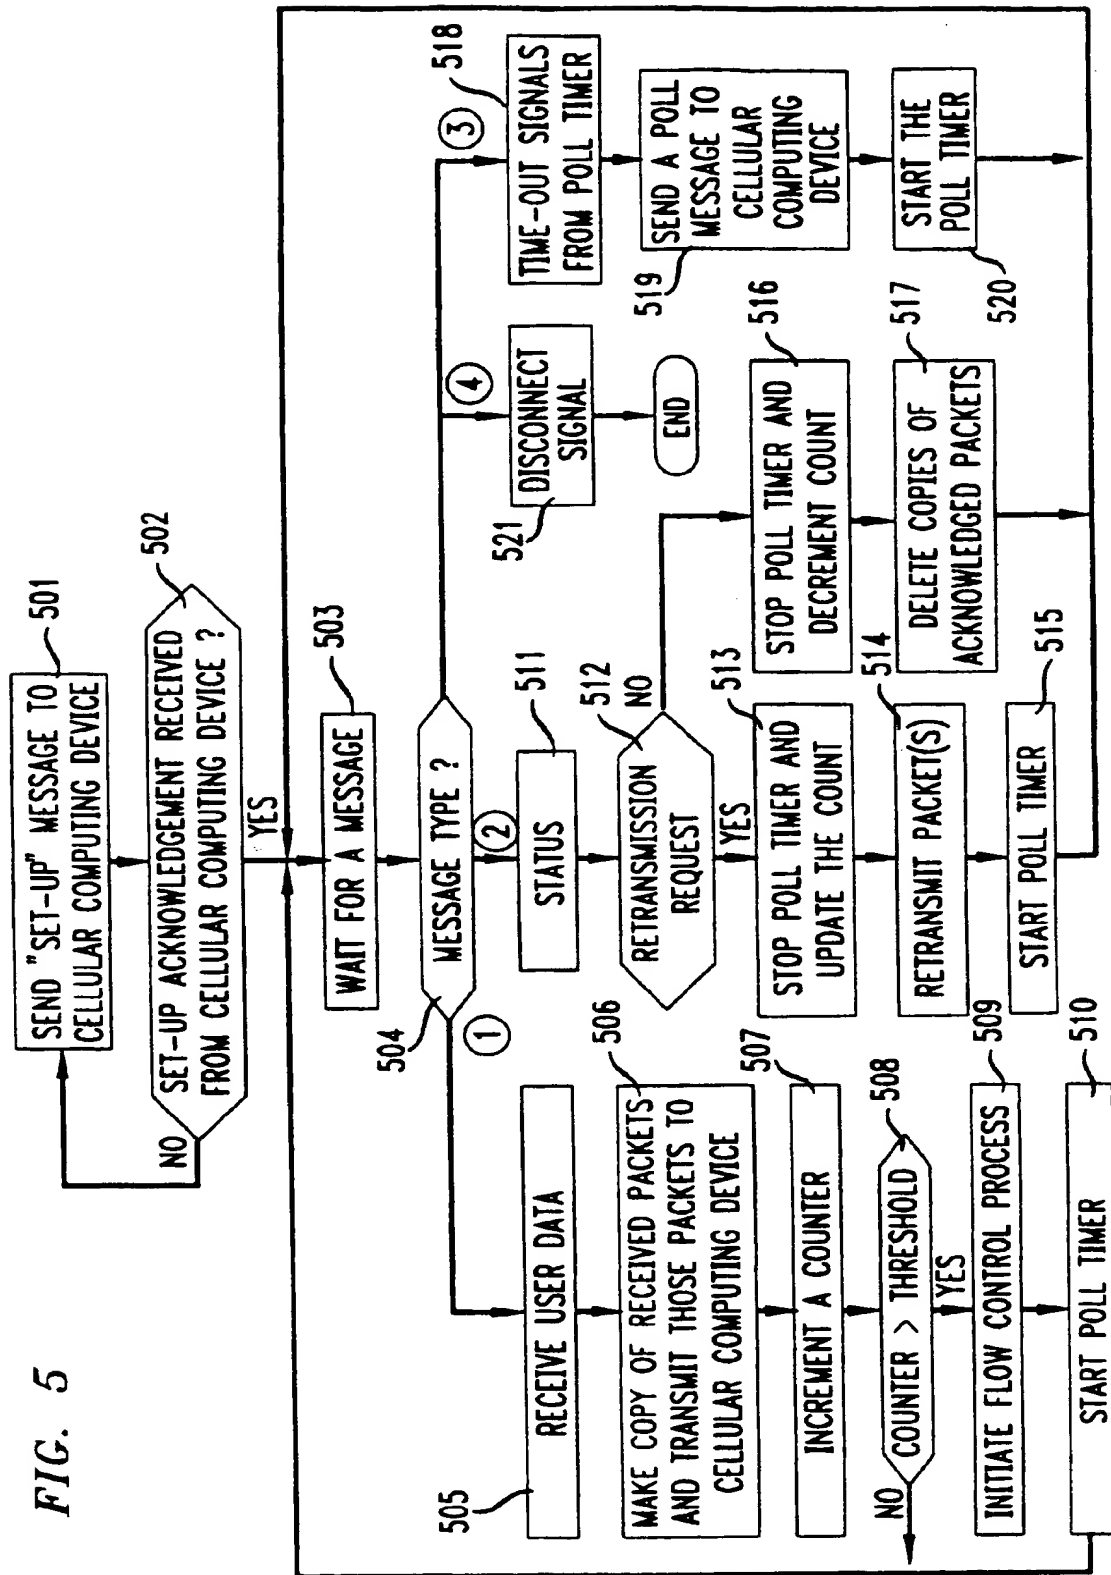 FIG. 5
SEND "SET-UP" MESSAGE TO
CELLULAR COMPUTING DEVICE
501
SET-UP ACKNOWLEDGEMENT RECEIVED
FROM CELLULAR COMPUTING DEVICE ?
502
NO
YES
WAIT FOR A MESSAGE
503
MESSAGE TYPE ?
504
1
2
4
3
505
RECEIVE USER DATA
MAKE COPY OF RECEIVED PACKETS
AND TRANSMIT THOSE PACKETS TO
CELLULAR COMPUTING DEVICE
506
INCREMENT A COUNTER
507
COUNTER > THRESHOLD
508
NO
YES
INITIATE FLOW CONTROL PROCESS
509
START POLL TIMER
510
STATUS
511
RETRANSMISSION
REQUEST
512
NO
YES
STOP POLL TIMER AND
UPDATE THE COUNT
513
RETRANSMIT PACKET(S)
514
START POLL TIMER
515
STOP POLL TIMER AND
DECREMENT COUNT
516
DELETE COPIES OF
ACKNOWLEDGED PACKETS
517
DISCONNECT
SIGNAL
521
END
TIME-OUT SIGNALS
FROM POLL TIMER
518
SEND A POLL
MESSAGE TO
CELLULAR
COMPUTING
DEVICE
519
START THE
POLL TIMER
520